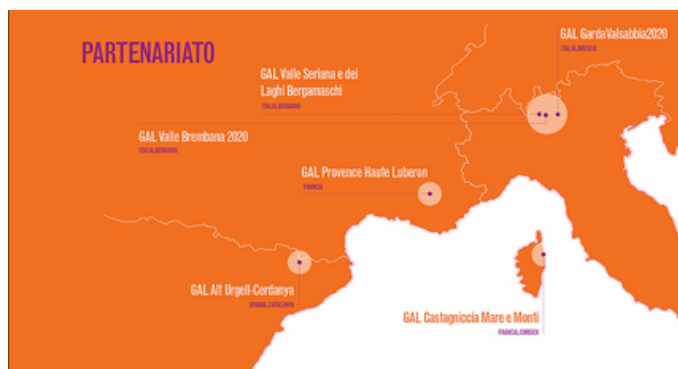 PARTENARIATO
GAL GardaValsabbia2020
ITALIA, BRESCIA
GAL Valle Seriana e dei
Laghi Bergamaschi
ITALIA, BERGAMO
GAL Valle Brembana 2020
ITALIA, BERGAMO
GAL Provence Haute Luberon
FRANCIA
GAL Alt Urgell-Cerdanya
SPAGNA, CATALUNYA
GAL Castagniccia Mare e Monti
FRANCIA, CORSICA